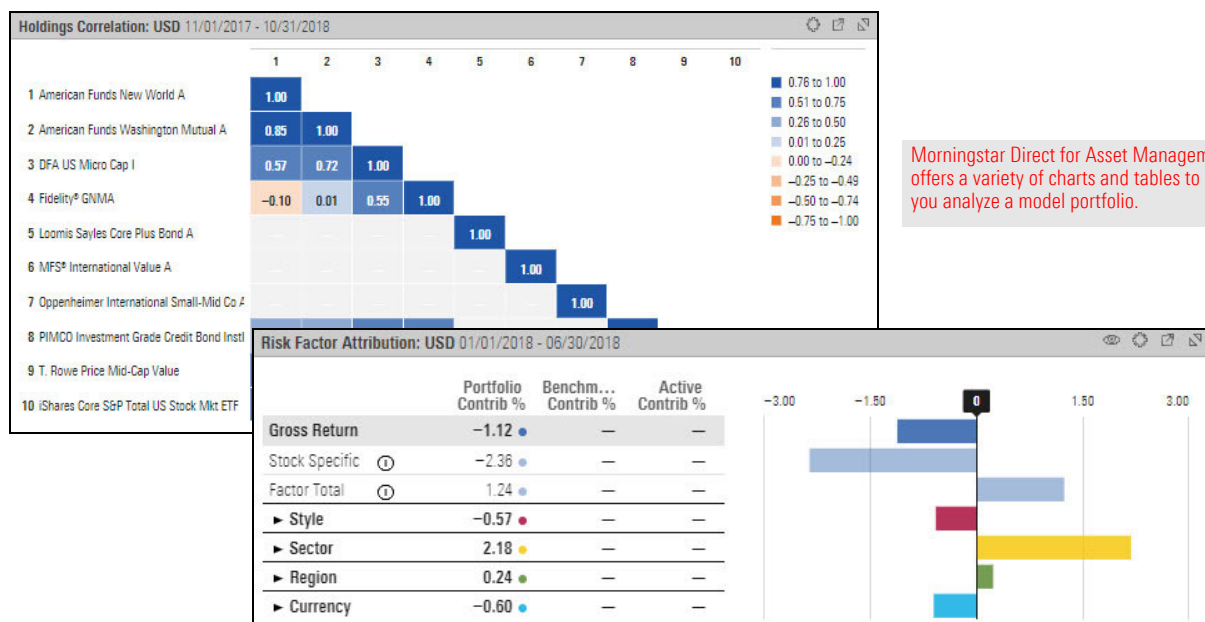 Holdings Correlation: USD 11/01/2017 - 10/31/2018
1 2 3 4 5 6 7 8 9 10
1 American Funds New World A 1.00
2 American Funds Washington Mutual A 0.85 1.00
3 DFA US Micro Cap I 0.57 0.72 1.00
4 Fidelity® GNMA −0.10 0.01 0.55 1.00
5 Loomis Sayles Core Plus Bond A — — — — 1.00
6 MFS® International Value A — — — — — 1.00
7 Oppenheimer International Small-Mid Co — — — — — — 1.00
8 PIMCO Investment Grade Credit Bond Instl
9 T. Rowe Price Mid-Cap Value
10 iShares Core S&P Total US Stock Mkt ETF
0.76 to 1.00
0.51 to 0.75
0.26 to 0.50
0.01 to 0.25
0.00 to −0.24
−0.25 to −0.49
−0.50 to −0.74
−0.75 to −1.00
Morningstar Direct for Asset Managem
offers a variety of charts and tables to
you analyze a model portfolio.
Risk Factor Attribution: USD 01/01/2018 - 06/30/2018
Portfolio Benchm... Active
Contrib % Contrib % Contrib %
−3.00 −1.50 0 1.50 3.00
Gross Return −1.12 — —
Stock Specific −2.36 — —
Factor Total 1.24 — —
► Style −0.57 — —
► Sector 2.18 — —
► Region 0.24 — —
► Currency −0.60 — —